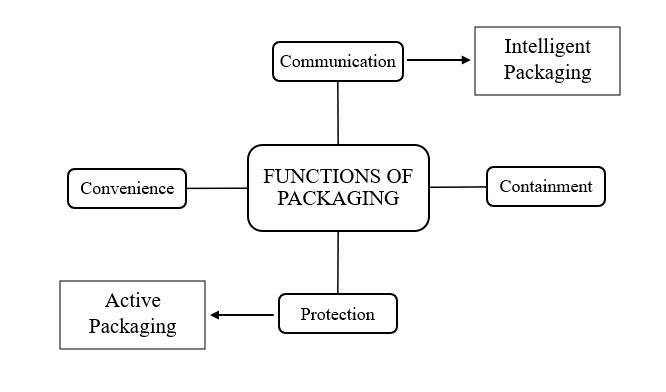 Communication
Intelligent
Packaging
FUNCTIONS OF
PACKAGING
Convenience
Containment
Active
Packaging
Protection